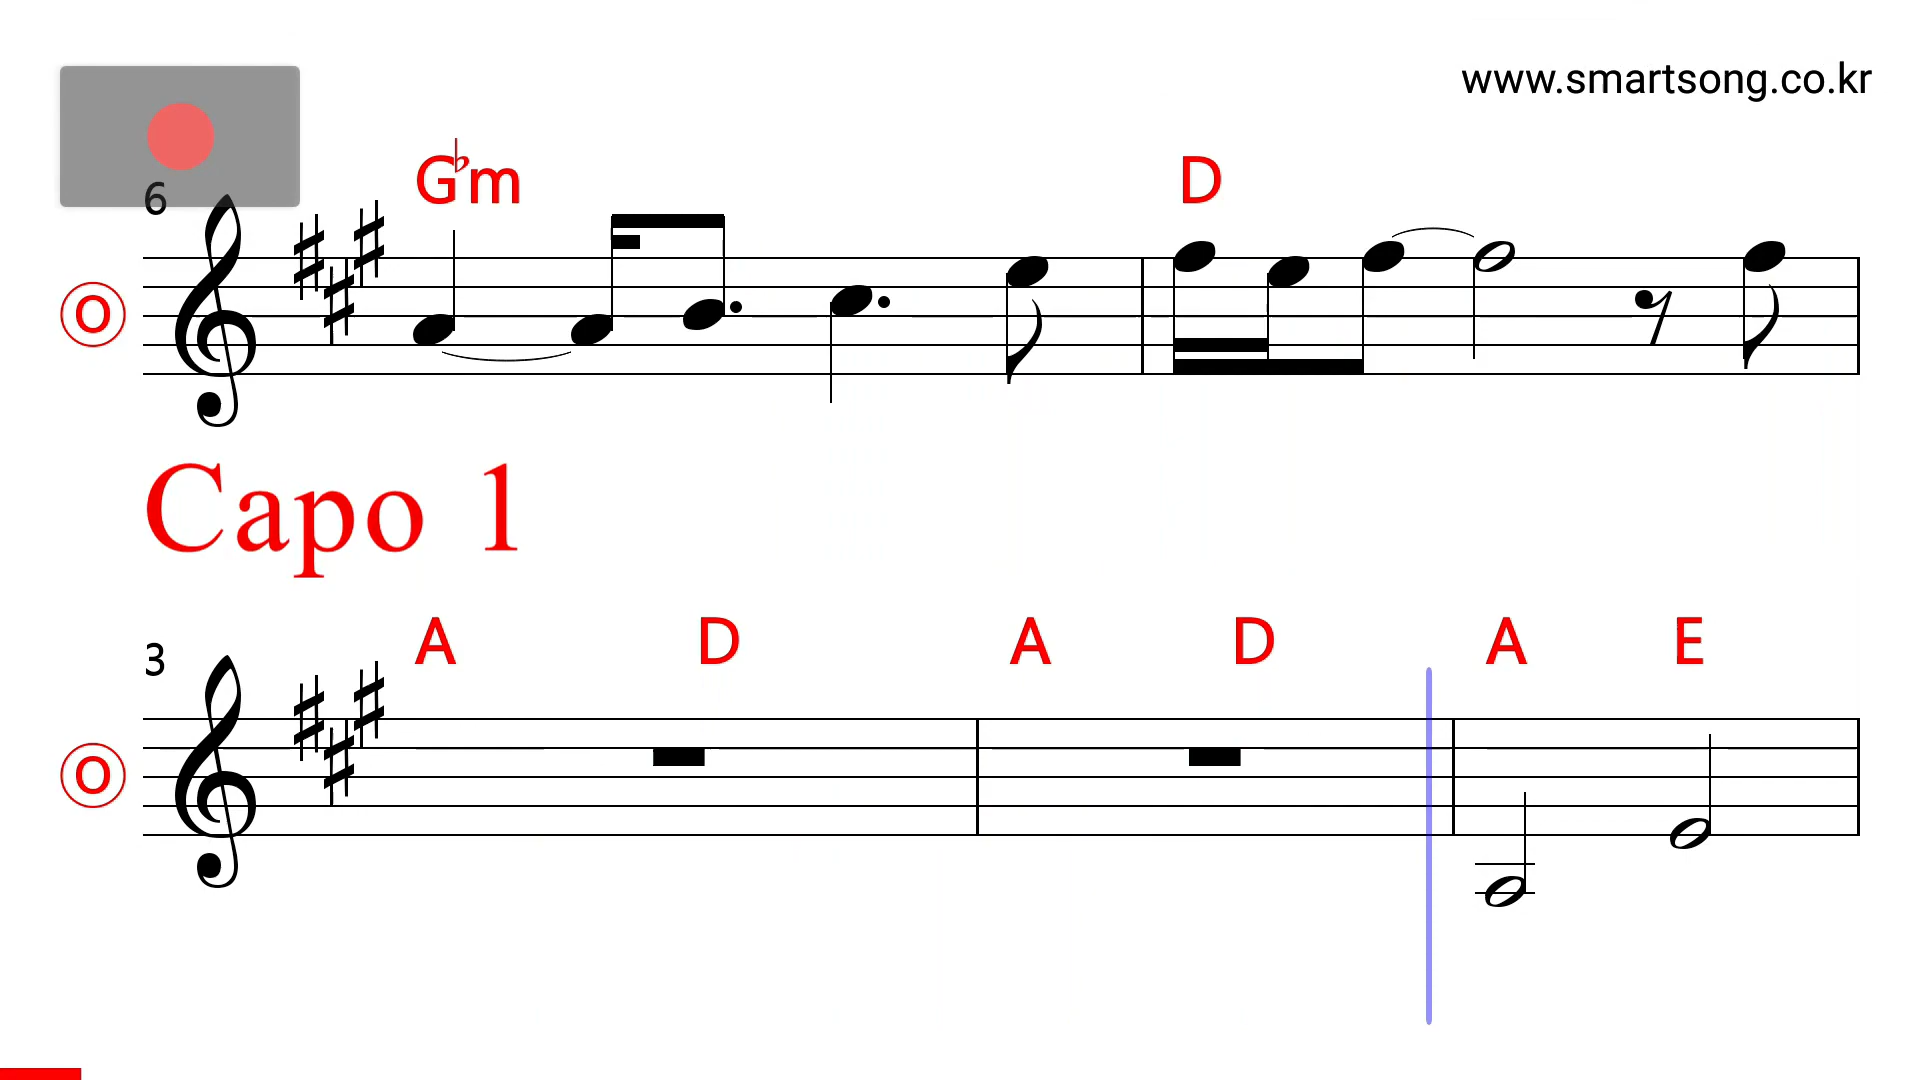 www.smartsong.co.kr
6
G♭m D
O
Capo 1
A D A D A E
3
O